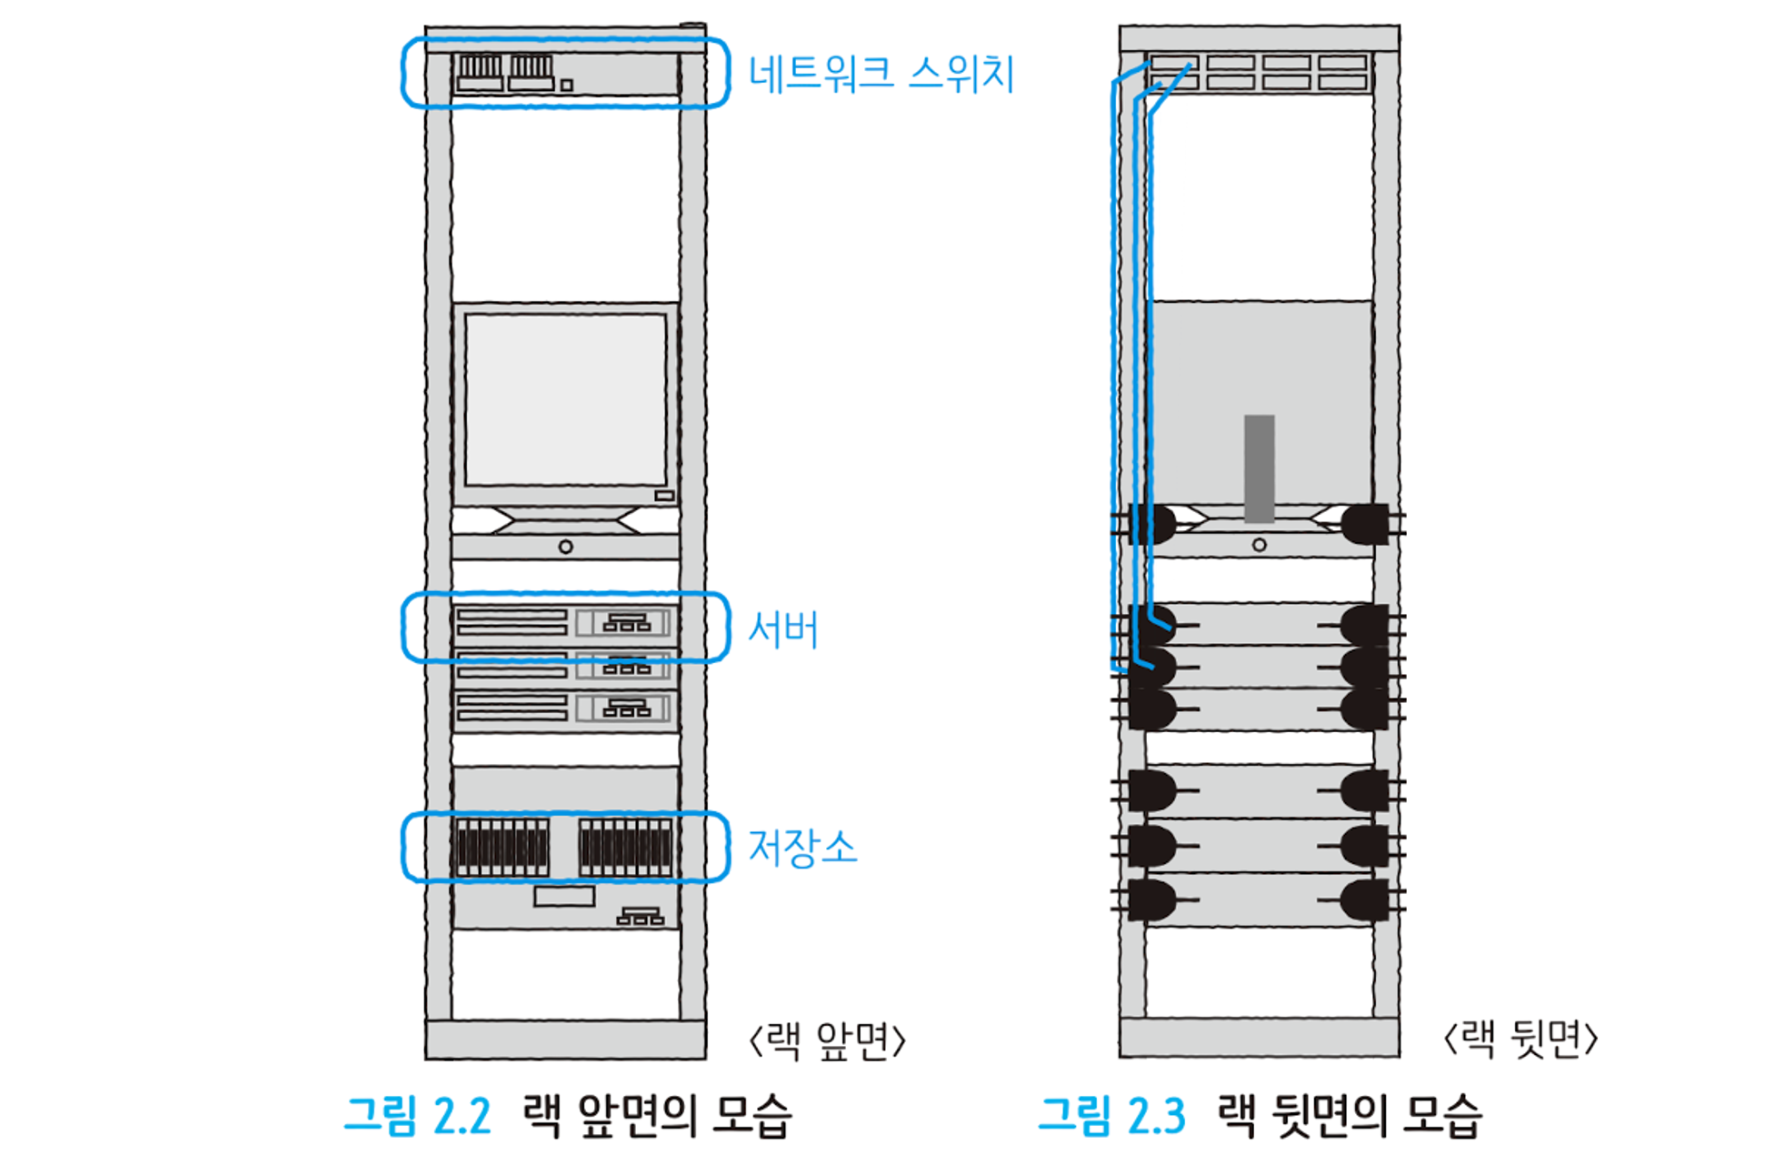 네트워크 스위치
서버
저장소
〈랙 앞면〉
〈랙 뒷면〉
그림 2.2 랙 앞면의 모습
그림 2.3 랙 뒷면의 모습